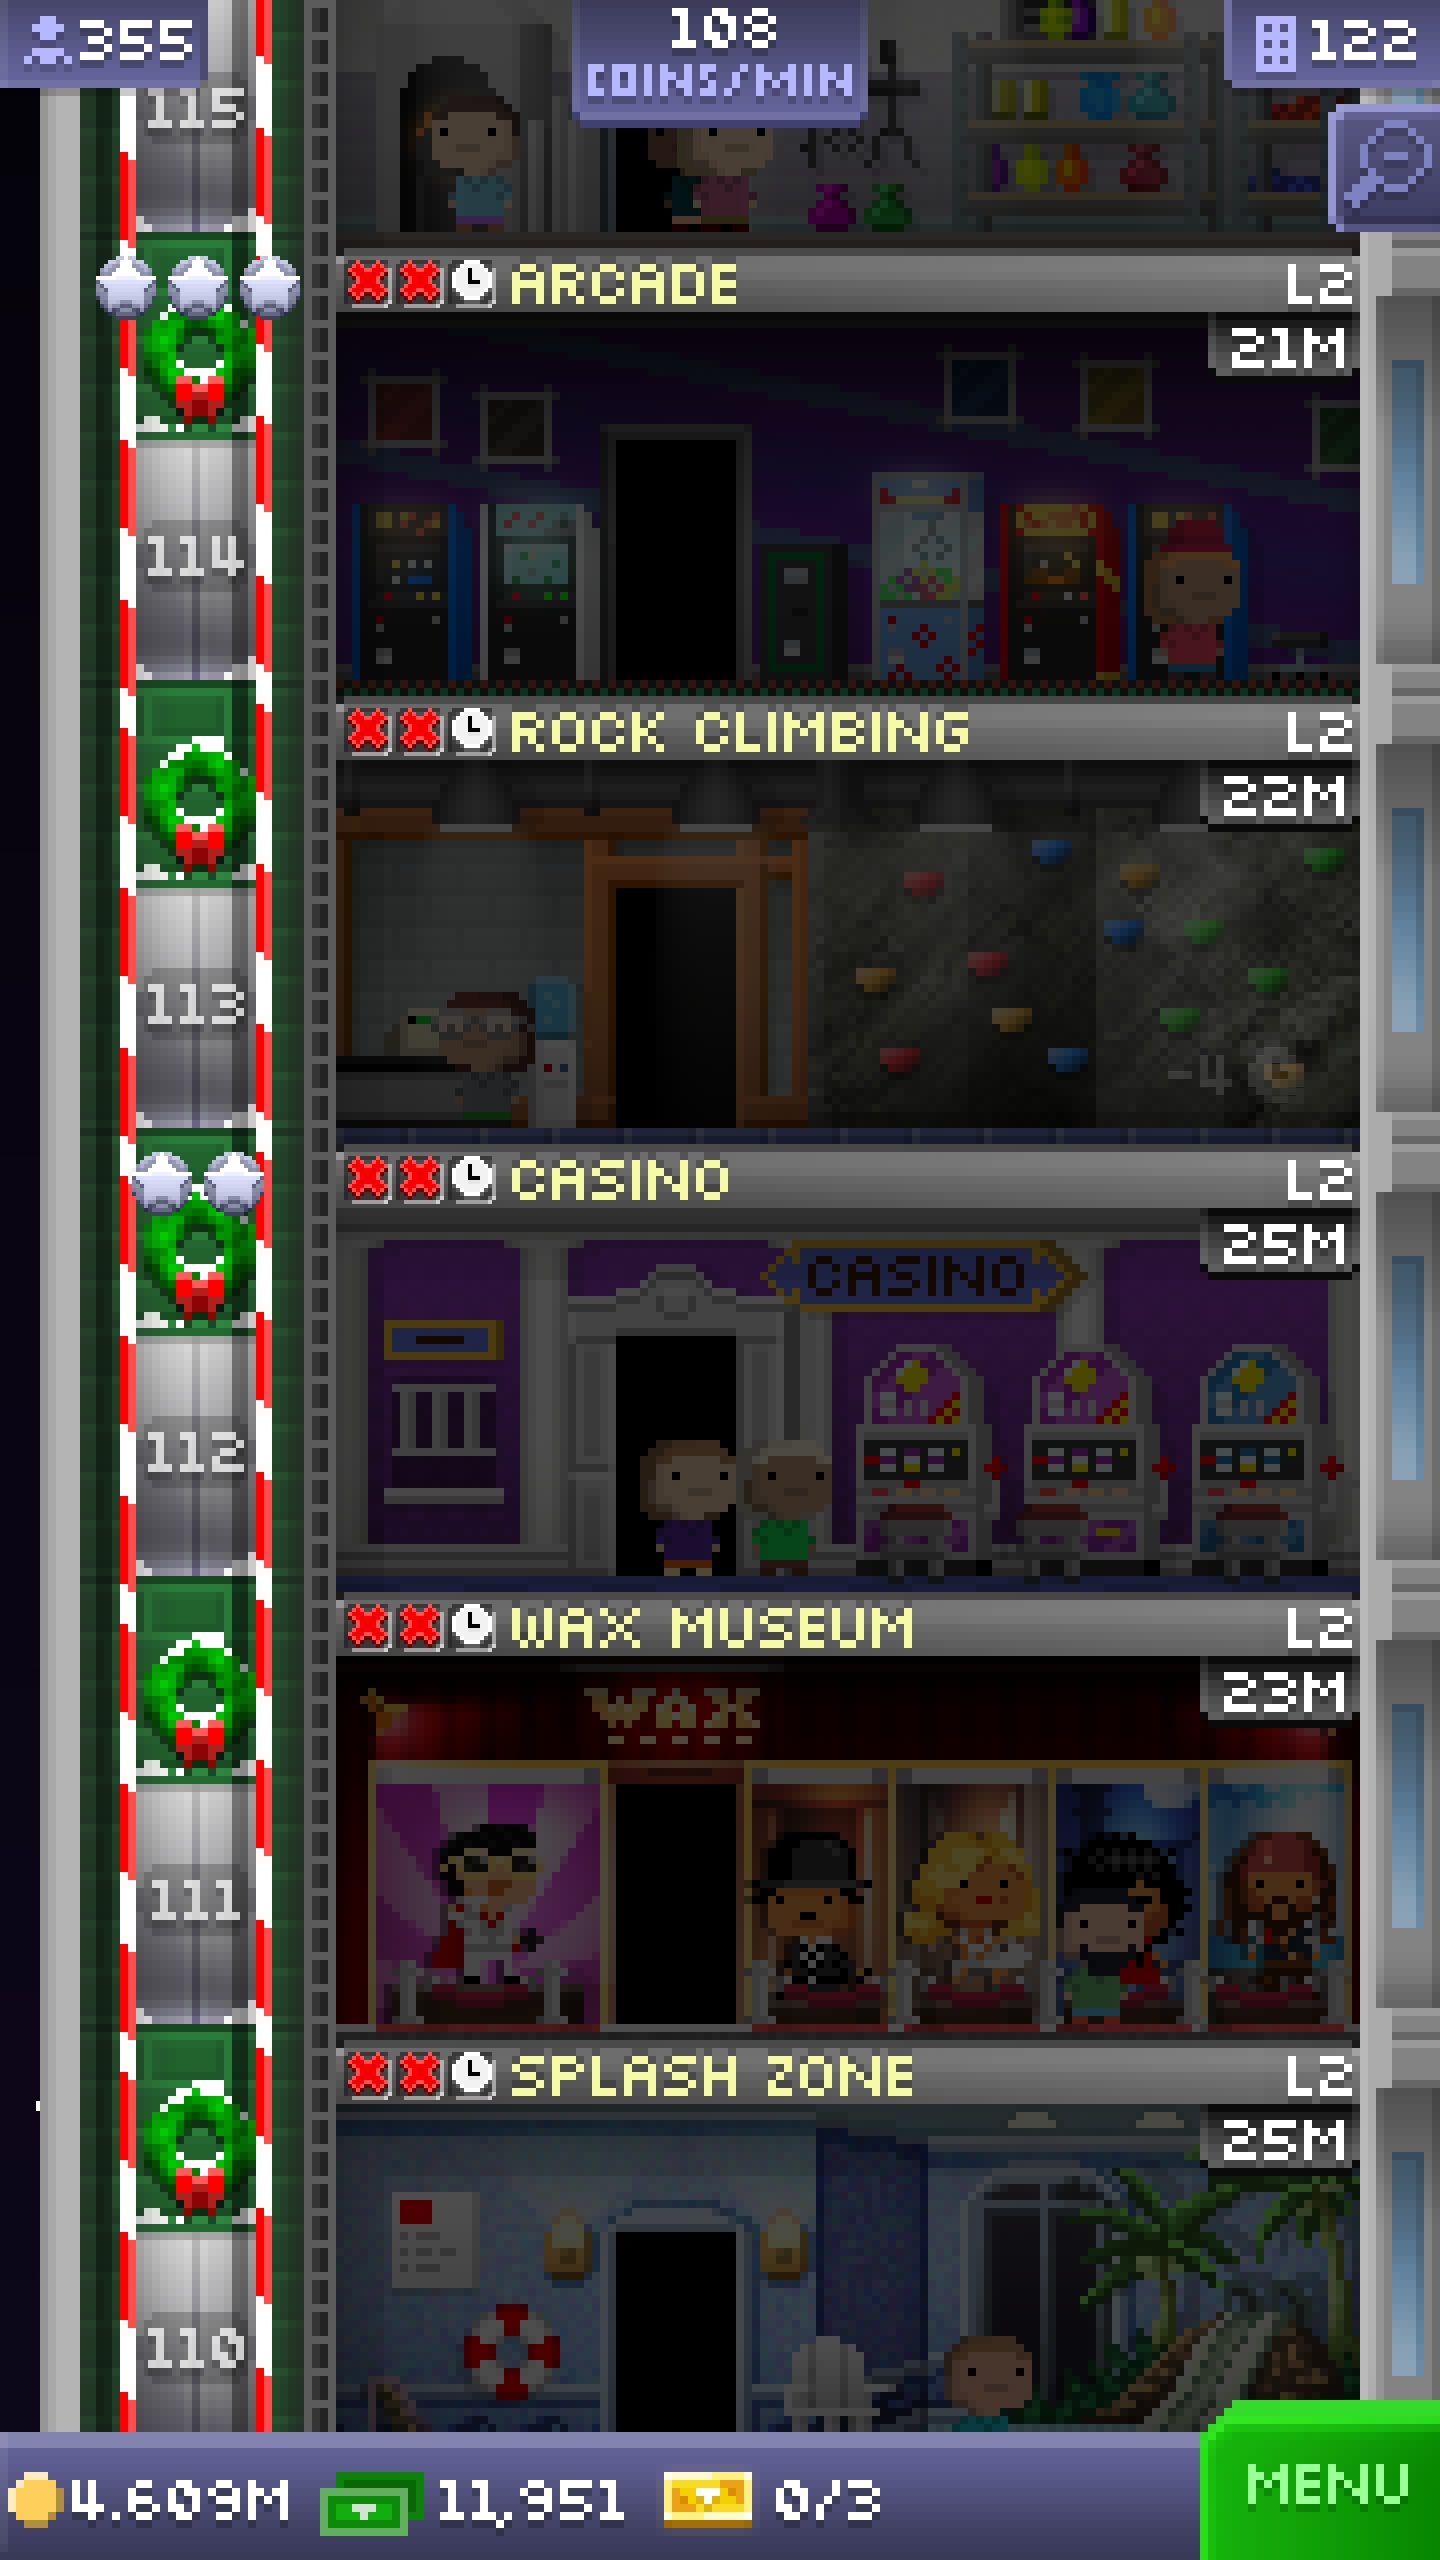 355
108
COINS/MIN
122
115
ARCADE L2
21M
114
ROCK CLIMBING L2
22M
113
-4
CASINO L2
25M
CASINO
112
WAX MUSEUM L2
23M
WAX
111
SPLASH ZONE L2
25M
110
4.609M 11,951 0/3
MENU